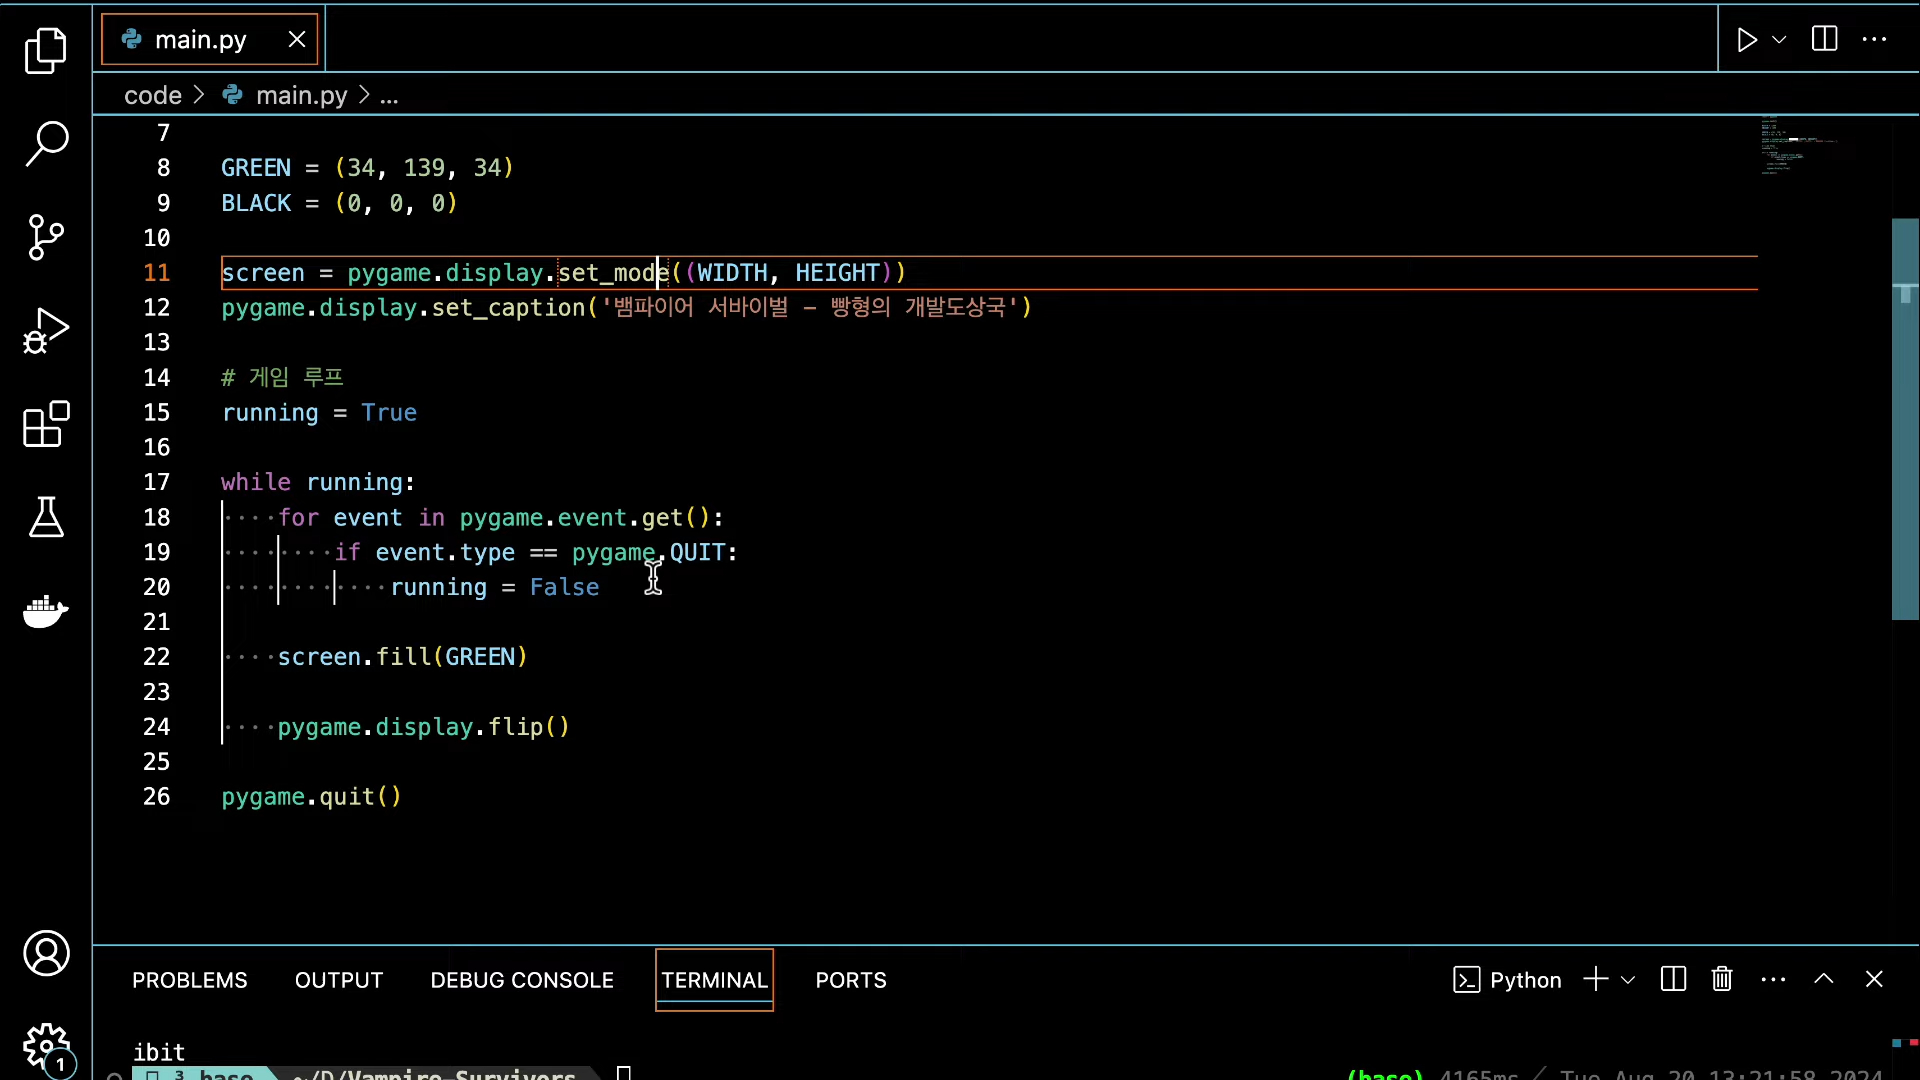 main.py
code > main.py > ...
7
8 GREEN = (34, 139, 34)
9 BLACK = (0, 0, 0)
10
11 screen = pygame.display.set_mode((WIDTH, HEIGHT))
12 pygame.display.set_caption('뱀파이어 서바이벌 - 빵형의 개발도상국')
13
14 # 게임 루프
15 running = True
16
17 while running:
18 for event in pygame.event.get():
19 if event.type == pygame.QUIT:
20 running = False
21
22 screen.fill(GREEN)
23
24 pygame.display.flip()
25
26 pygame.quit()
PROBLEMS OUTPUT DEBUG CONSOLE TERMINAL PORTS Python
ibit
1
3 base ~/D/Vampire-Survivers (base) 4165ms / Tue Aug 20 13:21:58 2024